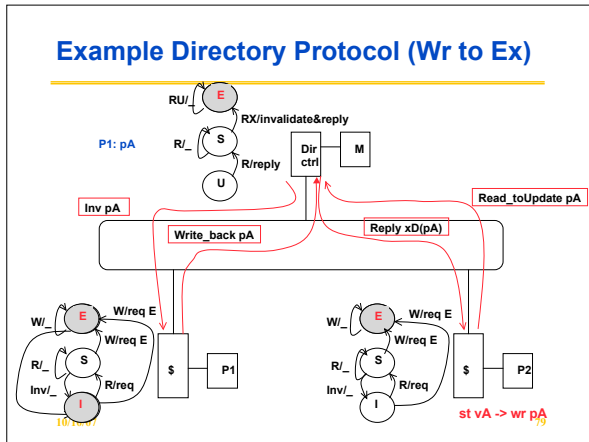 Example Directory Protocol (Wr to Ex)
RU/_
E
RX/invalidate&reply
P1: pA
R/_
S
Dir
ctrl
M
R/reply
U
Read_toUpdate pA
Inv pA
Write_back pA
Reply xD(pA)
W/_
E
W/req E
W/req E
R/_
S
R/req
Inv/_
I
$
P1
W/_
E
W/req E
W/req E
R/_
S
R/req
Inv/_
I
$
P2
st vA -> wr pA
79